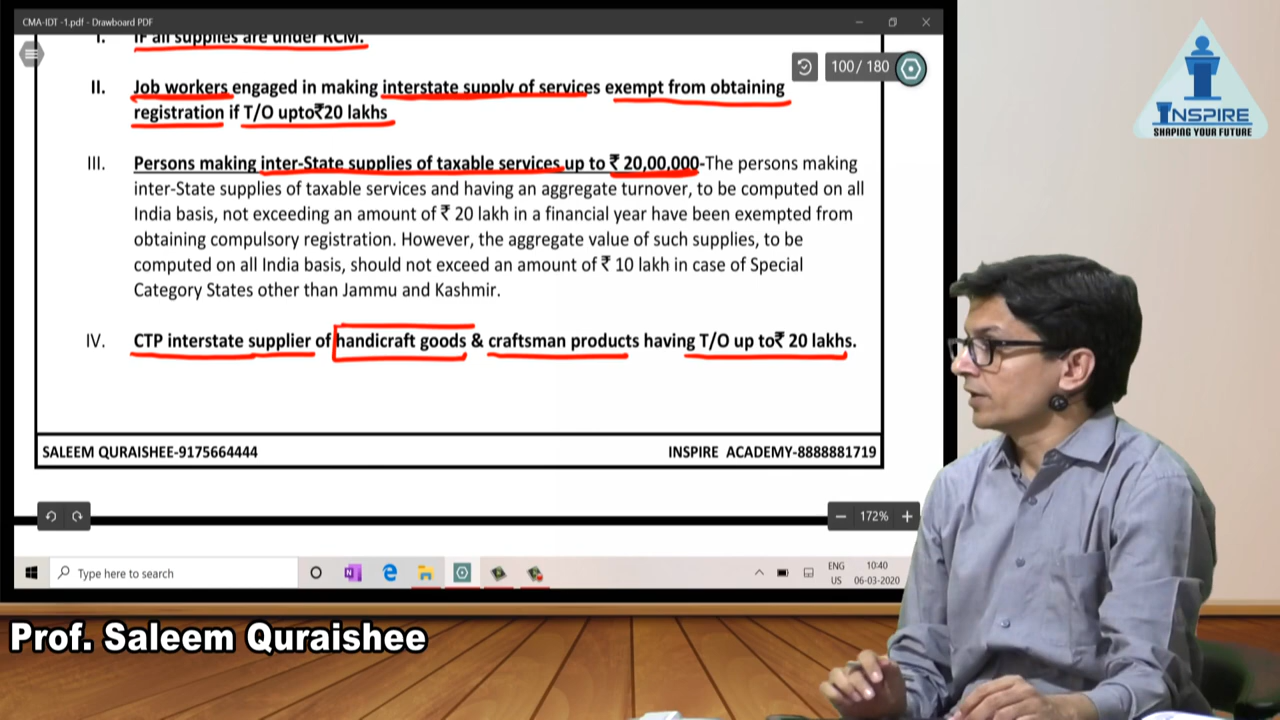 CMA-IDT -1.pdf - Drawboard PDF
I. IF all supplies are under RCM.
100 / 180
II. Job workers engaged in making interstate supply of services exempt from obtaining
registration if T/O upto₹20 lakhs
III. Persons making inter-State supplies of taxable services up to ₹ 20,00,000-The persons making
inter-State supplies of taxable services and having an aggregate turnover, to be computed on all
India basis, not exceeding an amount of ₹ 20 lakh in a financial year have been exempted from
obtaining compulsory registration. However, the aggregate value of such supplies, to be
computed on all India basis, should not exceed an amount of ₹ 10 lakh in case of Special
Category States other than Jammu and Kashmir.
IV. CTP interstate supplier of handicraft goods & craftsman products having T/O up to₹ 20 lakhs.
SALEEM QURAISHEE-9175664444
INSPIRE ACADEMY-8888881719
172%
Type here to search
ENG
US
10:40
06-03-2020
INSPIRE
SHAPING YOUR FUTURE
Prof. Saleem Quraishee